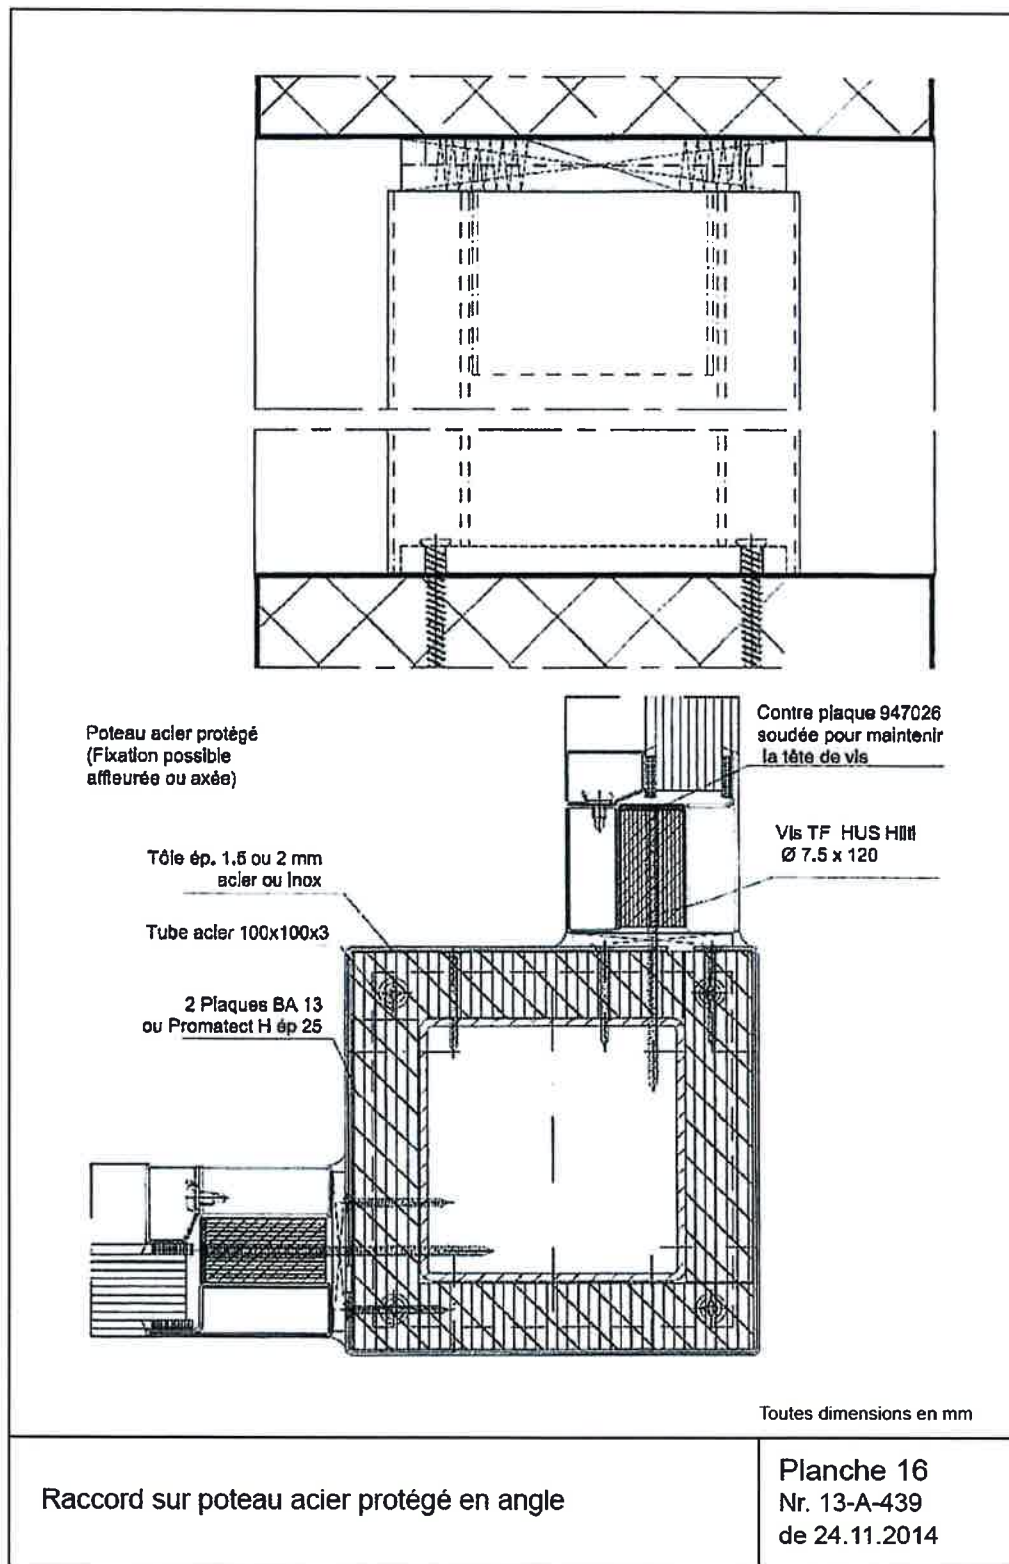 Poteau acier protégé
(Fixation possible
affleurée ou axée)
Contre plaque 947026
soudée pour maintenir
la tête de vis
Tôle ép. 1.5 ou 2 mm
acier ou Inox
Vis TF HUS Hilti
Ø 7.5 x 120
Tube acier 100x100x3
2 Plaques BA 13
ou Promatect H ép 25
Toutes dimensions en mm
Raccord sur poteau acier protégé en angle
Planche 16
Nr. 13-A-439
de 24.11.2014